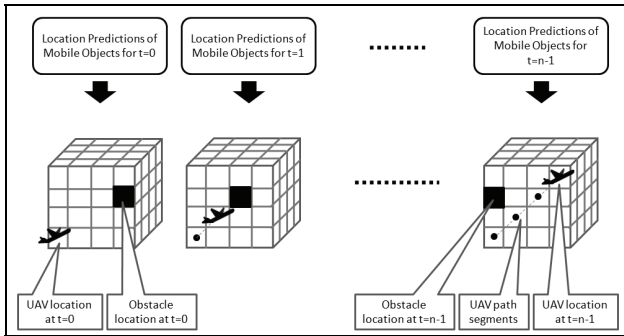 Location Predictions of
Mobile Objects for t=0
Location Predictions of
Mobile Objects for t=1
Location Predictions of
Mobile Objects for
t=n-1
UAV location
at t=0
Obstacle
location at t=0
Obstacle
location at t=n-1
UAV path
segments
UAV location
at t=n-1